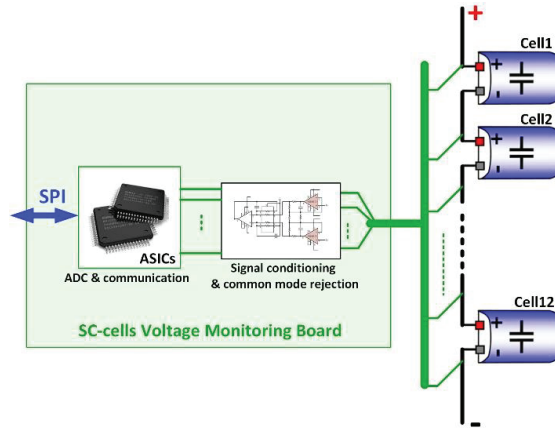 +
Cell1
+
-
Cell2
+
-
SPI
ASICs
ADC & communication
Signal conditioning
& common mode rejection
SC-cells Voltage Monitoring Board
Cell12
+
-
-